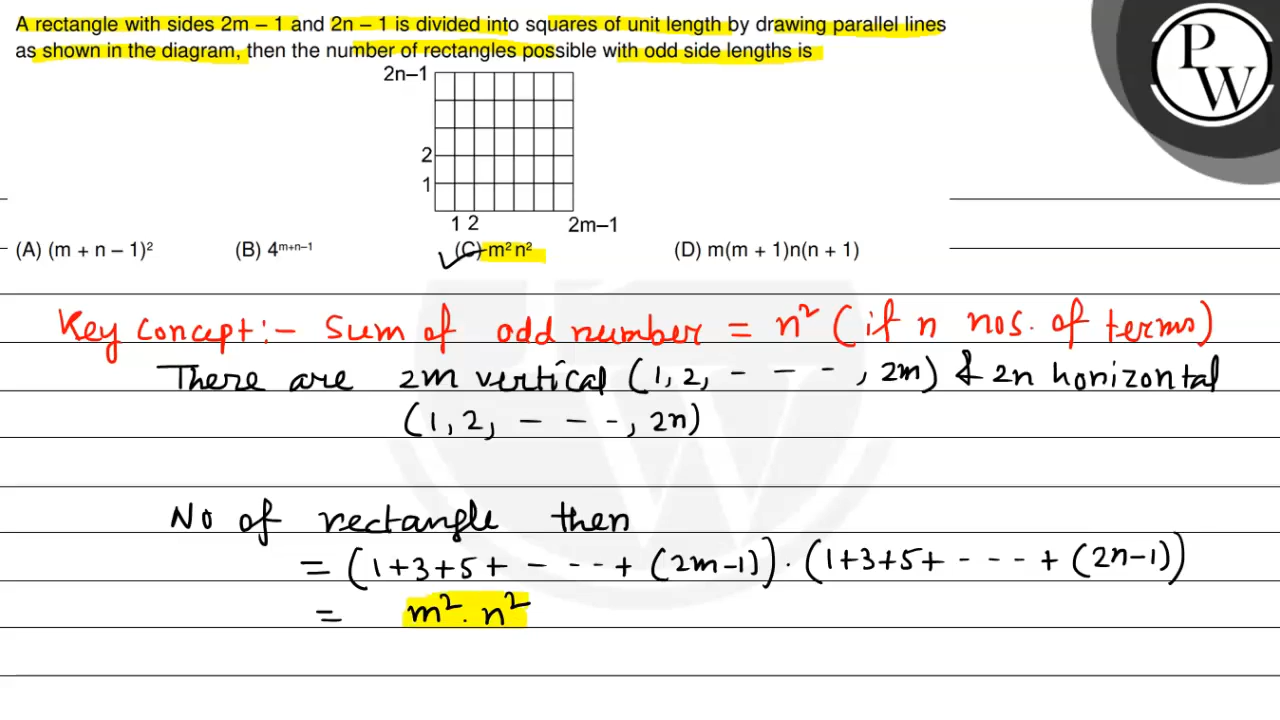 A rectangle with sides 2m – 1 and 2n – 1 is divided into squares of unit length by drawing parallel lines
as shown in the diagram, then the number of rectangles possible with odd side lengths is
2n–1
2
1
1 2
2m–1
(A) (m + n – 1)²
(B) 4ᵐ⁺ⁿ⁻¹
(C) m² n²
(D) m(m + 1)n(n + 1)
PW
Key concept:- Sum of odd number = n² (if n nos. of terms)
There are 2m vertical (1, 2, - - - , 2m) & 2n horizontal
(1, 2, - - -, 2n)
No of rectangle then
= (1+3+5+ - - - + (2m-1)) . (1+3+5+ - - - + (2n-1))
= m² . n²